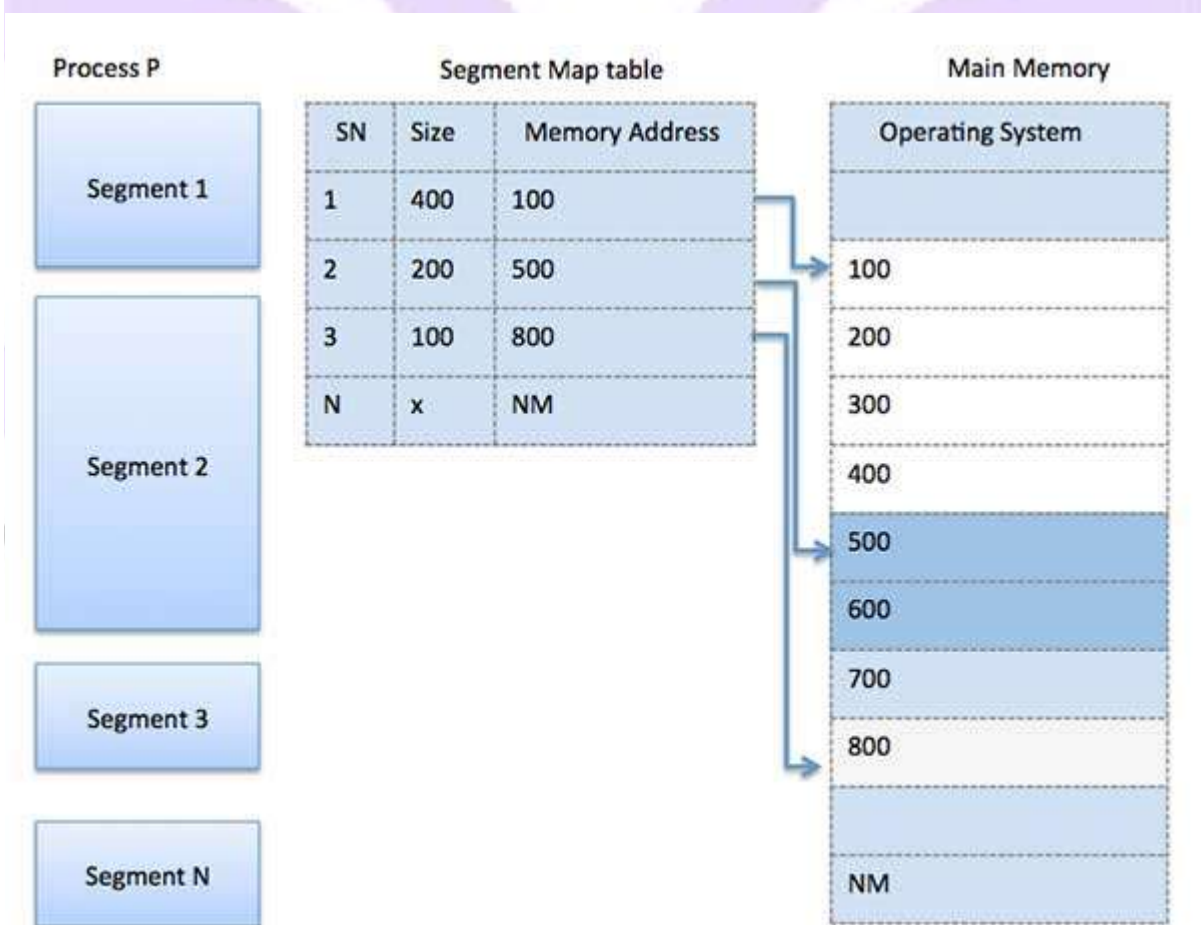 Process P
Segment Map table
Main Memory
Segment 1
Segment 2
Segment 3
Segment N
SN Size Memory Address
1 400 100
2 200 500
3 100 800
N x NM
Operating System
100
200
300
400
500
600
700
800
NM